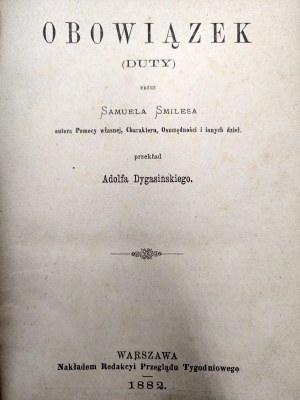 OBOWIĄZEK
(DUTY)
PRZEZ
SAMUELA SMILESA
autora Pomocy własnej, Charakteru, Oszczędności i innych dzieł.
przekład
Adolfa Dygasińskiego.
WARSZAWA
Nakładem Redakcyi Przeglądu Tygodniowego
1882.